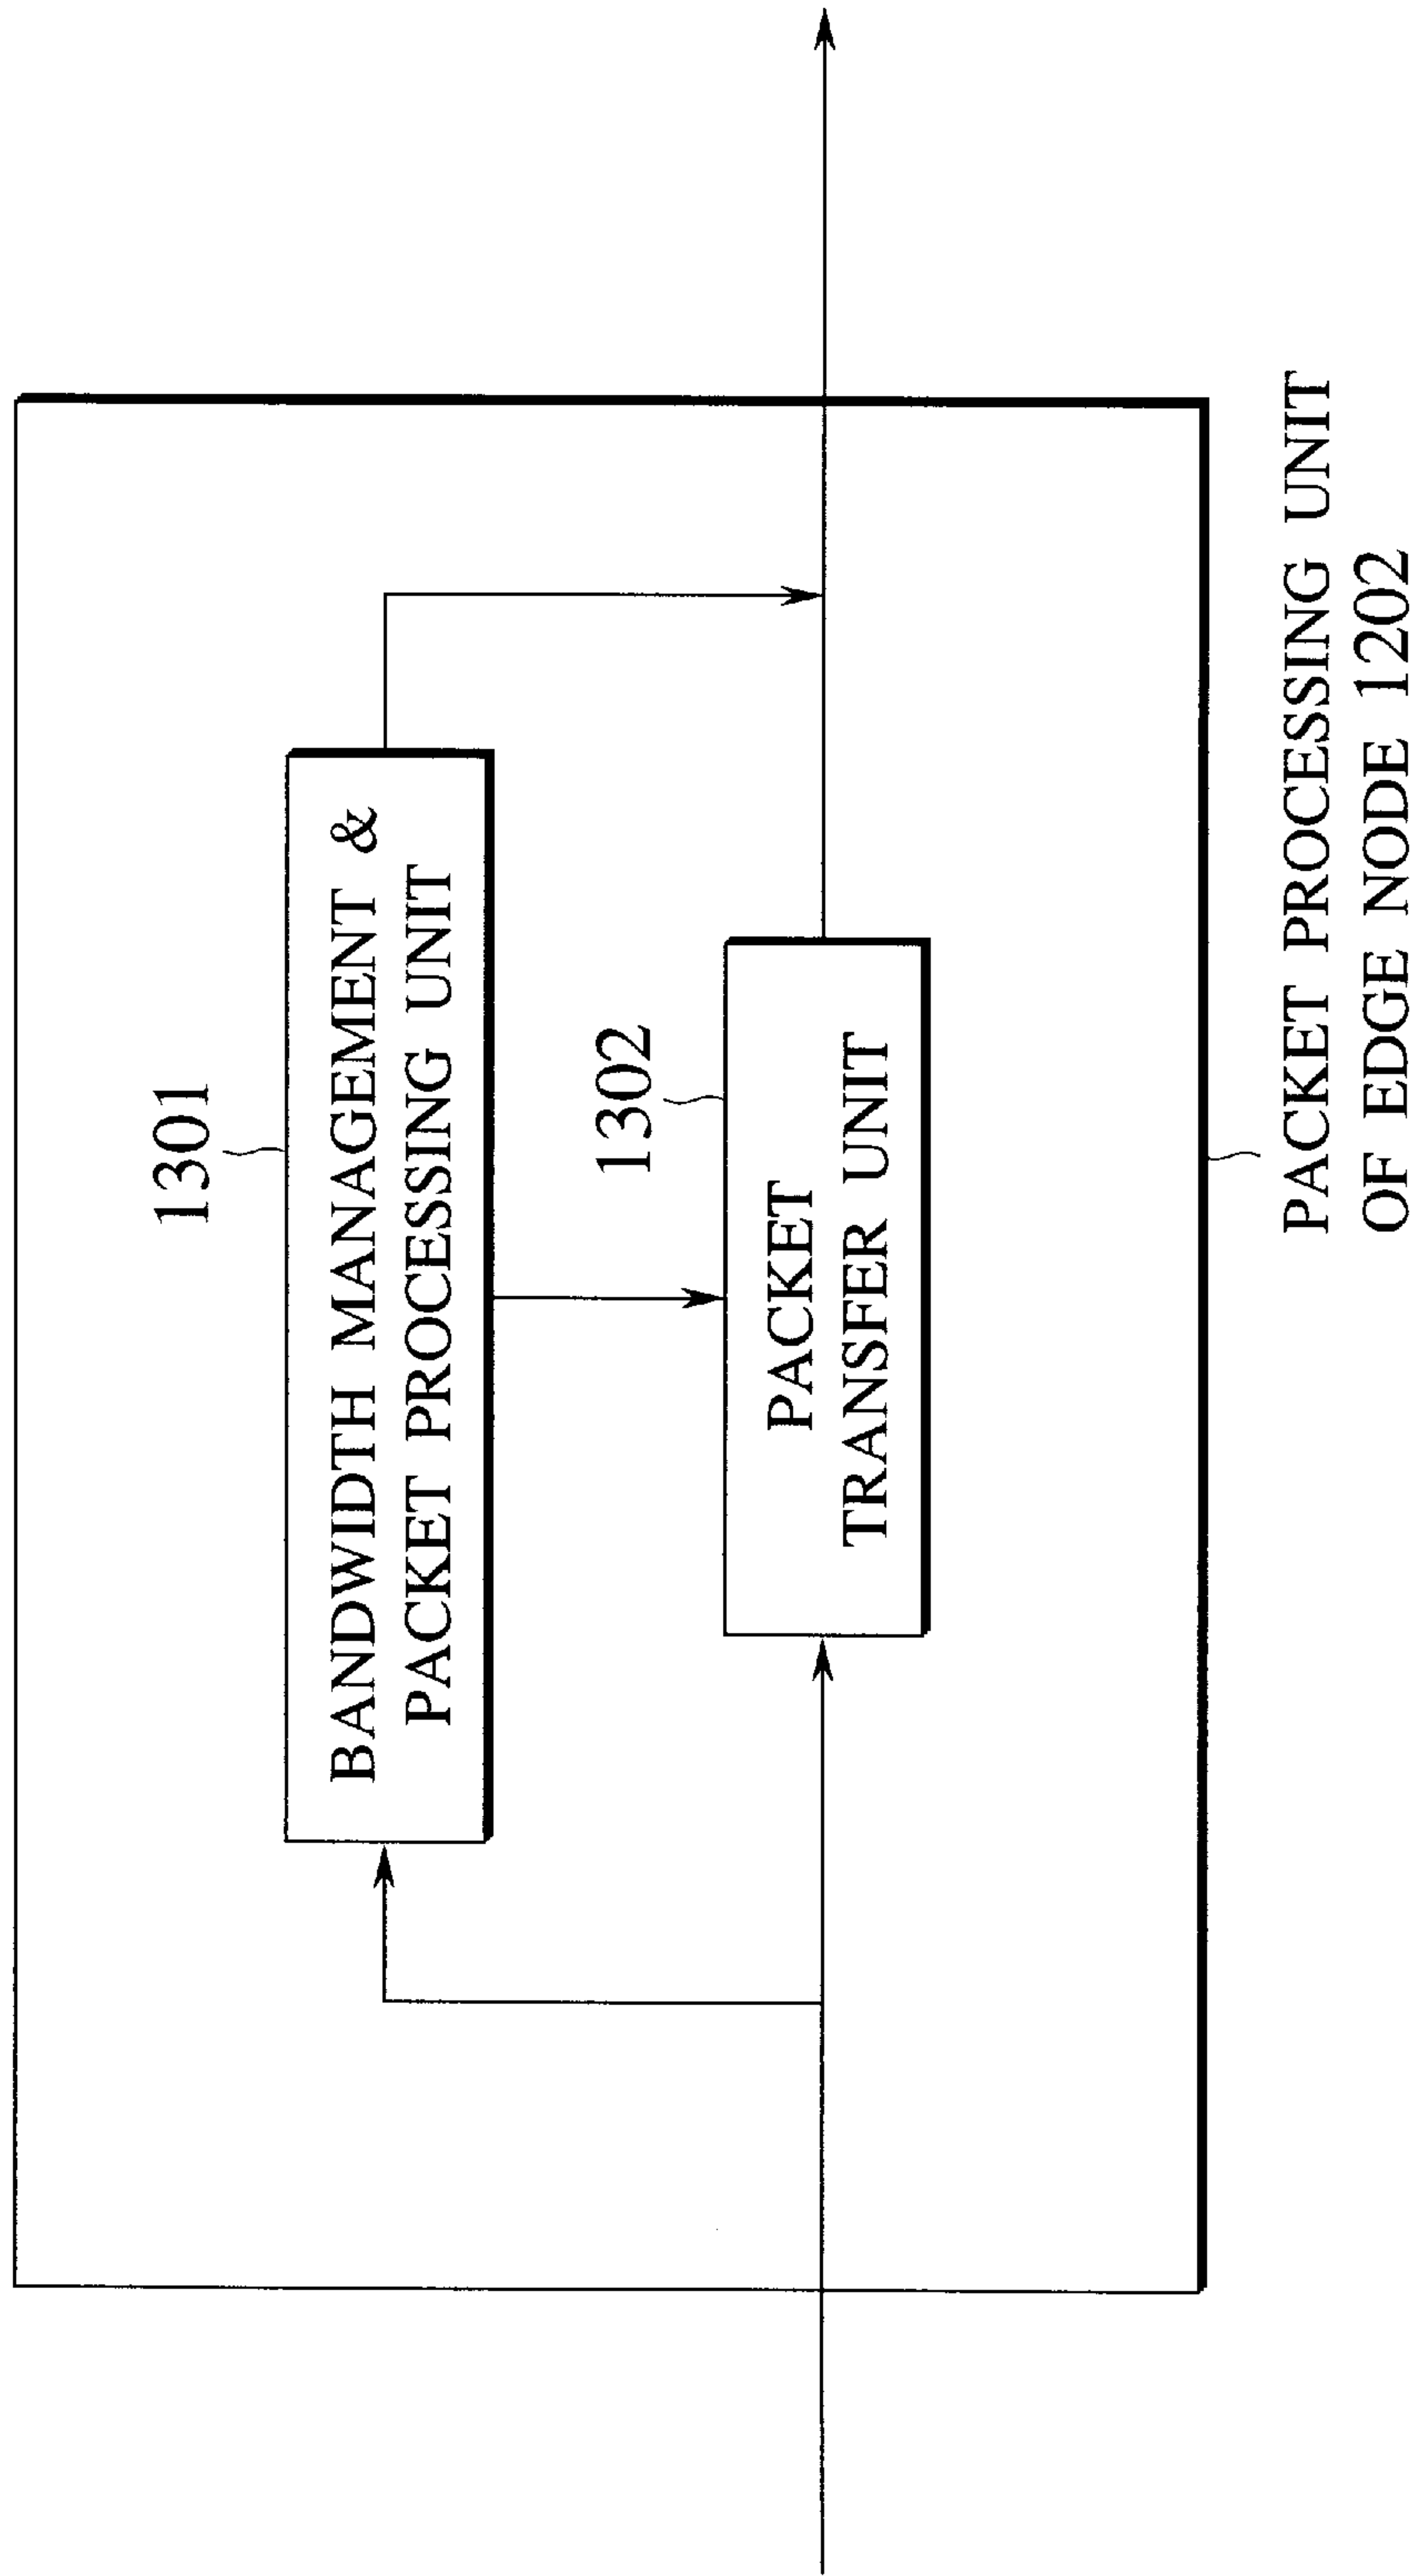 1301
BANDWIDTH MANAGEMENT &
PACKET PROCESSING UNIT
1302
PACKET
TRANSFER UNIT
PACKET PROCESSING UNIT
OF EDGE NODE 1202